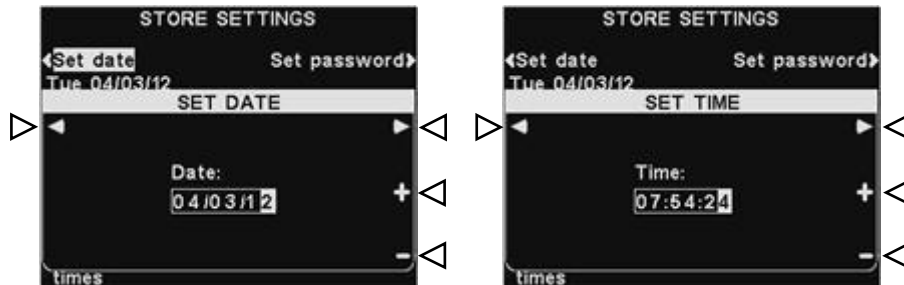 STORE SETTINGS
Set date Set password
Tue 04/03/12
SET DATE
Date:
04/03/12
+
-
times
STORE SETTINGS
Set date Set password
Tue 04/03/12
SET TIME
Time:
07:54:24
+
-
times